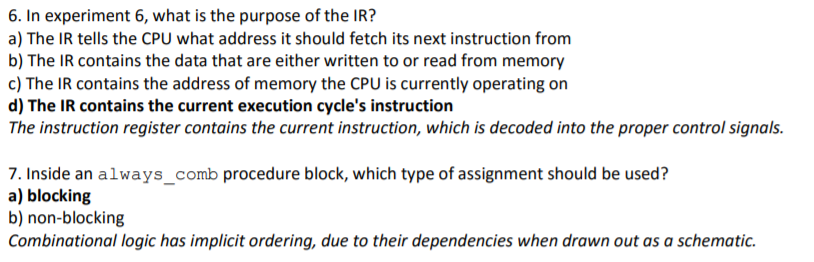 6. In experiment 6, what is the purpose of the IR?
a) The IR tells the CPU what address it should fetch its next instruction from
b) The IR contains the data that are either written to or read from memory
c) The IR contains the address of memory the CPU is currently operating on
d) The IR contains the current execution cycle's instruction
The instruction register contains the current instruction, which is decoded into the proper control signals.
7. Inside an always_comb procedure block, which type of assignment should be used?
a) blocking
b) non-blocking
Combinational logic has implicit ordering, due to their dependencies when drawn out as a schematic.